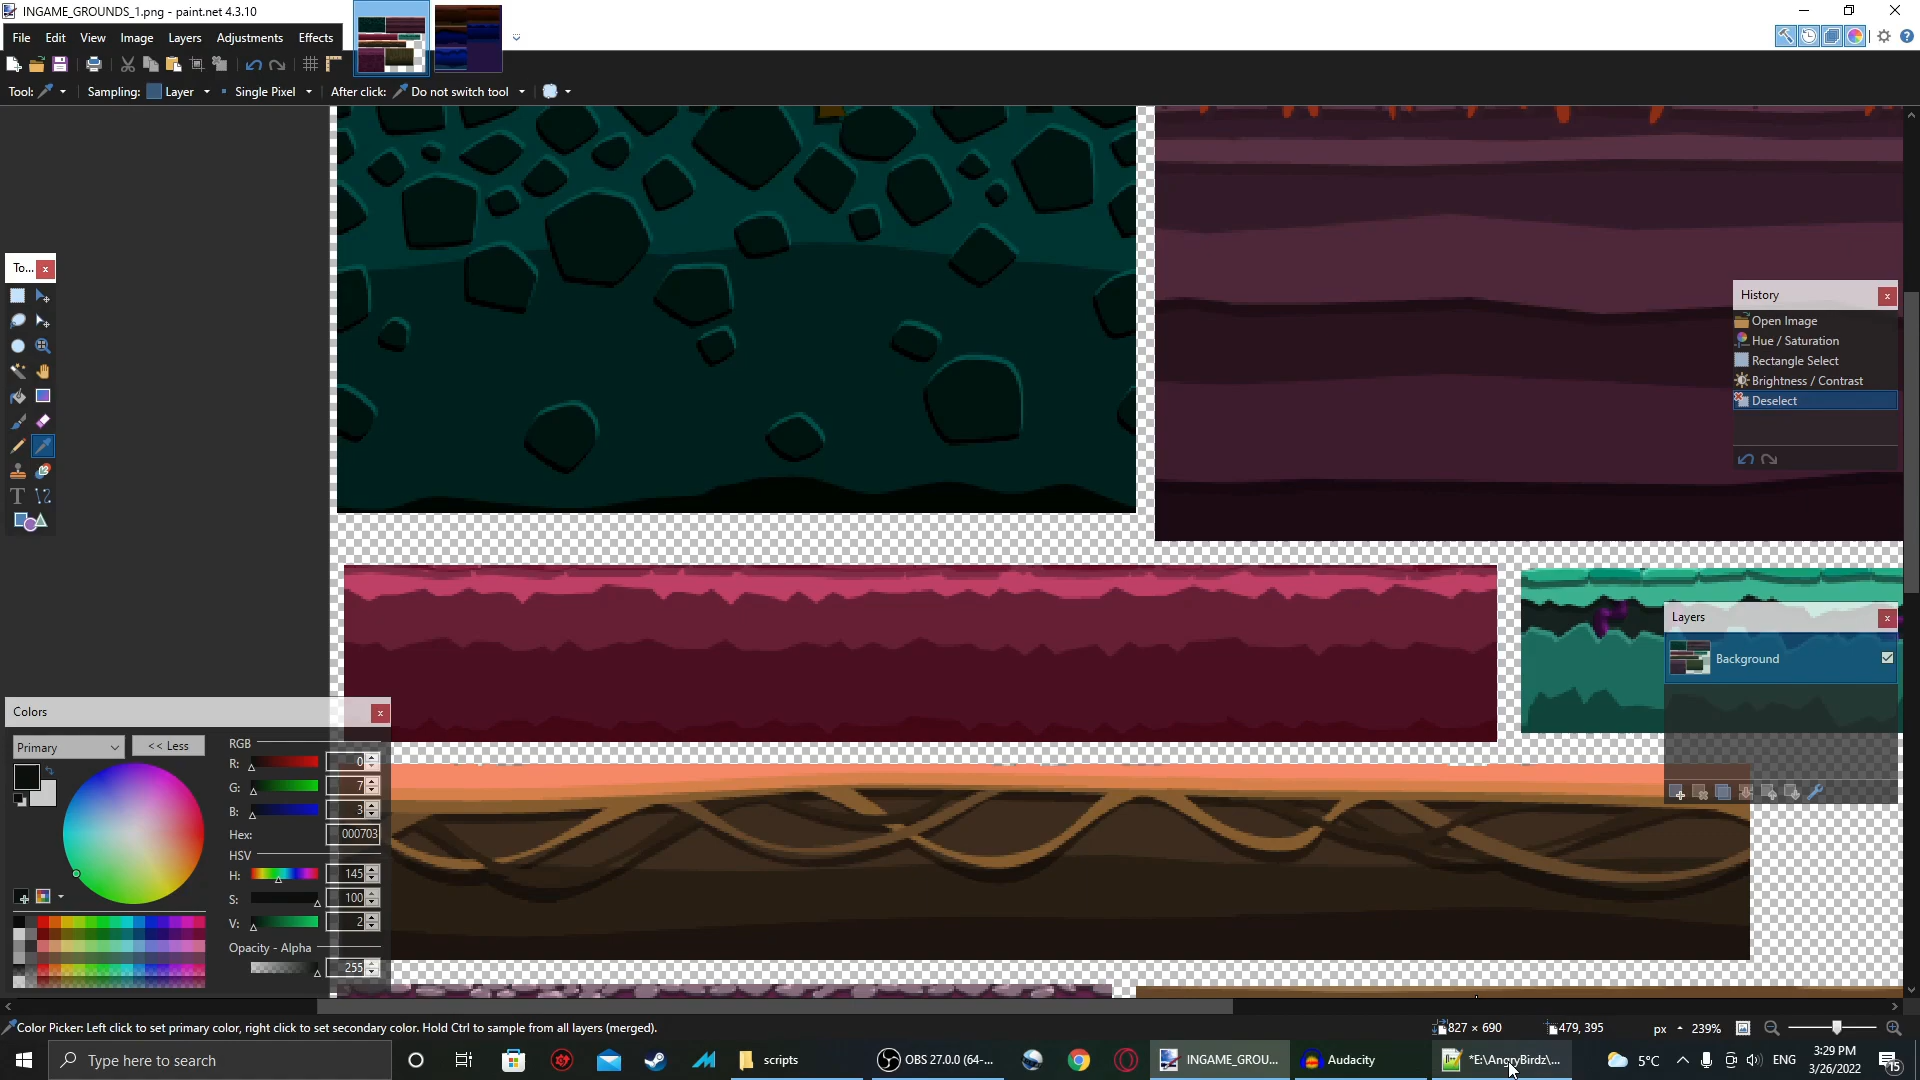 INGAME_GROUNDS_1.png - paint.net 4.3.10
File Edit View Image Layers Adjustments Effects
Tool: Sampling: Layer Single Pixel After click: Do not switch tool
To...
History
Open Image
Hue / Saturation
Rectangle Select
Brightness / Contrast
Deselect
Layers
Background
Colors
Primary << Less
RGB
R: 0
G: 7
B: 3
Hex: 000703
HSV
H: 145
S: 100
V: 2
Opacity - Alpha
255
Color Picker: Left click to set primary color, right click to set secondary color. Hold Ctrl to sample from all layers (merged).
827 × 690 479, 395 px 239%
Type here to search
scripts
OBS 27.0.0 (64-...
INGAME_GROU...
Audacity
*E:\AngryBirdz\...
5°C ENG
3:29 PM
3/26/2022
15